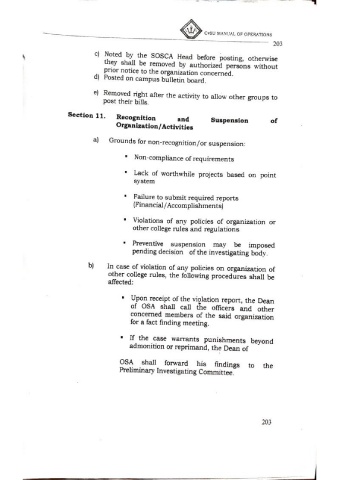 CvSU MANUAL OF OPERATIONS
203
c) Noted by the SOSCA Head before posting, otherwise
they shall be removed by authorized persons without
prior notice to the organization concerned.
d) Posted on campus bulletin board.
e) Removed right after the activity to allow other groups to
post their bills.
Section 11. Recognition and Suspension of
Organization/Activities
a) Grounds for non-recognition/or suspension:
• Non-compliance of requirements
• Lack of worthwhile projects based on point
system
• Failure to submit required reports
(Financial/Accomplishments)
• Violations of any policies of organization or
other college rules and regulations
• Preventive suspension may be imposed
pending decision of the investigating body.
b) In case of violation of any policies on organization of
other college rules, the following procedures shall be
affected:
• Upon receipt of the violation report, the Dean
of OSA shall call the officers and other
concerned members of the said organization
for a fact finding meeting.
• If the case warrants punishments beyond
admonition or reprimand, the Dean of
OSA shall forward his findings to the
Preliminary Investigating Committee.
203